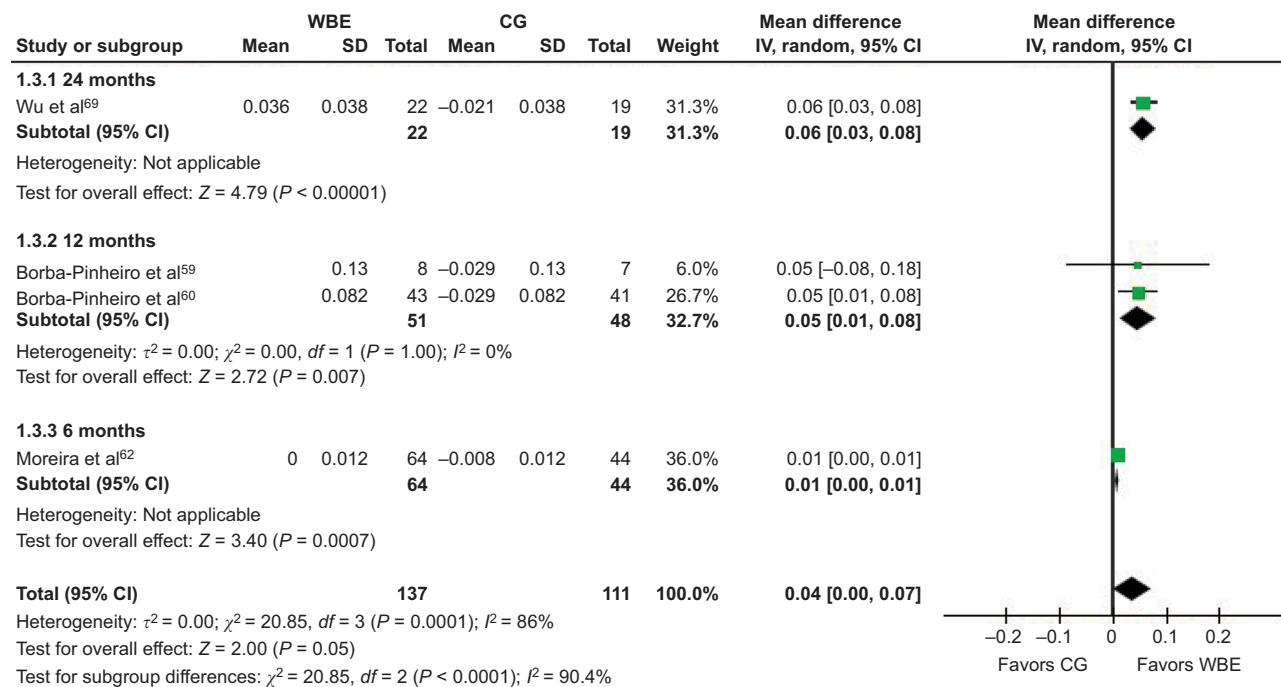 WBE CG Mean difference Mean difference
Study or subgroup Mean SD Total Mean SD Total Weight IV, random, 95% CI IV, random, 95% CI
1.3.1 24 months
Wu et al⁶⁹ 0.036 0.038 22 –0.021 0.038 19 31.3% 0.06 [0.03, 0.08]
Subtotal (95% CI) 22 19 31.3% 0.06 [0.03, 0.08]
Heterogeneity: Not applicable
Test for overall effect: Z = 4.79 (P < 0.00001)
1.3.2 12 months
Borba-Pinheiro et al⁵⁹ 0.13 8 –0.029 0.13 7 6.0% 0.05 [–0.08, 0.18]
Borba-Pinheiro et al⁶⁰ 0.082 43 –0.029 0.082 41 26.7% 0.05 [0.01, 0.08]
Subtotal (95% CI) 51 48 32.7% 0.05 [0.01, 0.08]
Heterogeneity: τ² = 0.00; χ² = 0.00, df = 1 (P = 1.00); I² = 0%
Test for overall effect: Z = 2.72 (P = 0.007)
1.3.3 6 months
Moreira et al⁶² 0 0.012 64 –0.008 0.012 44 36.0% 0.01 [0.00, 0.01]
Subtotal (95% CI) 64 44 36.0% 0.01 [0.00, 0.01]
Heterogeneity: Not applicable
Test for overall effect: Z = 3.40 (P = 0.0007)
Total (95% CI) 137 111 100.0% 0.04 [0.00, 0.07]
Heterogeneity: τ² = 0.00; χ² = 20.85, df = 3 (P = 0.0001); I² = 86%
Test for overall effect: Z = 2.00 (P = 0.05)
Test for subgroup differences: χ² = 20.85, df = 2 (P < 0.0001); I² = 90.4%
–0.2 –0.1 0 0.1 0.2
Favors CG Favors WBE